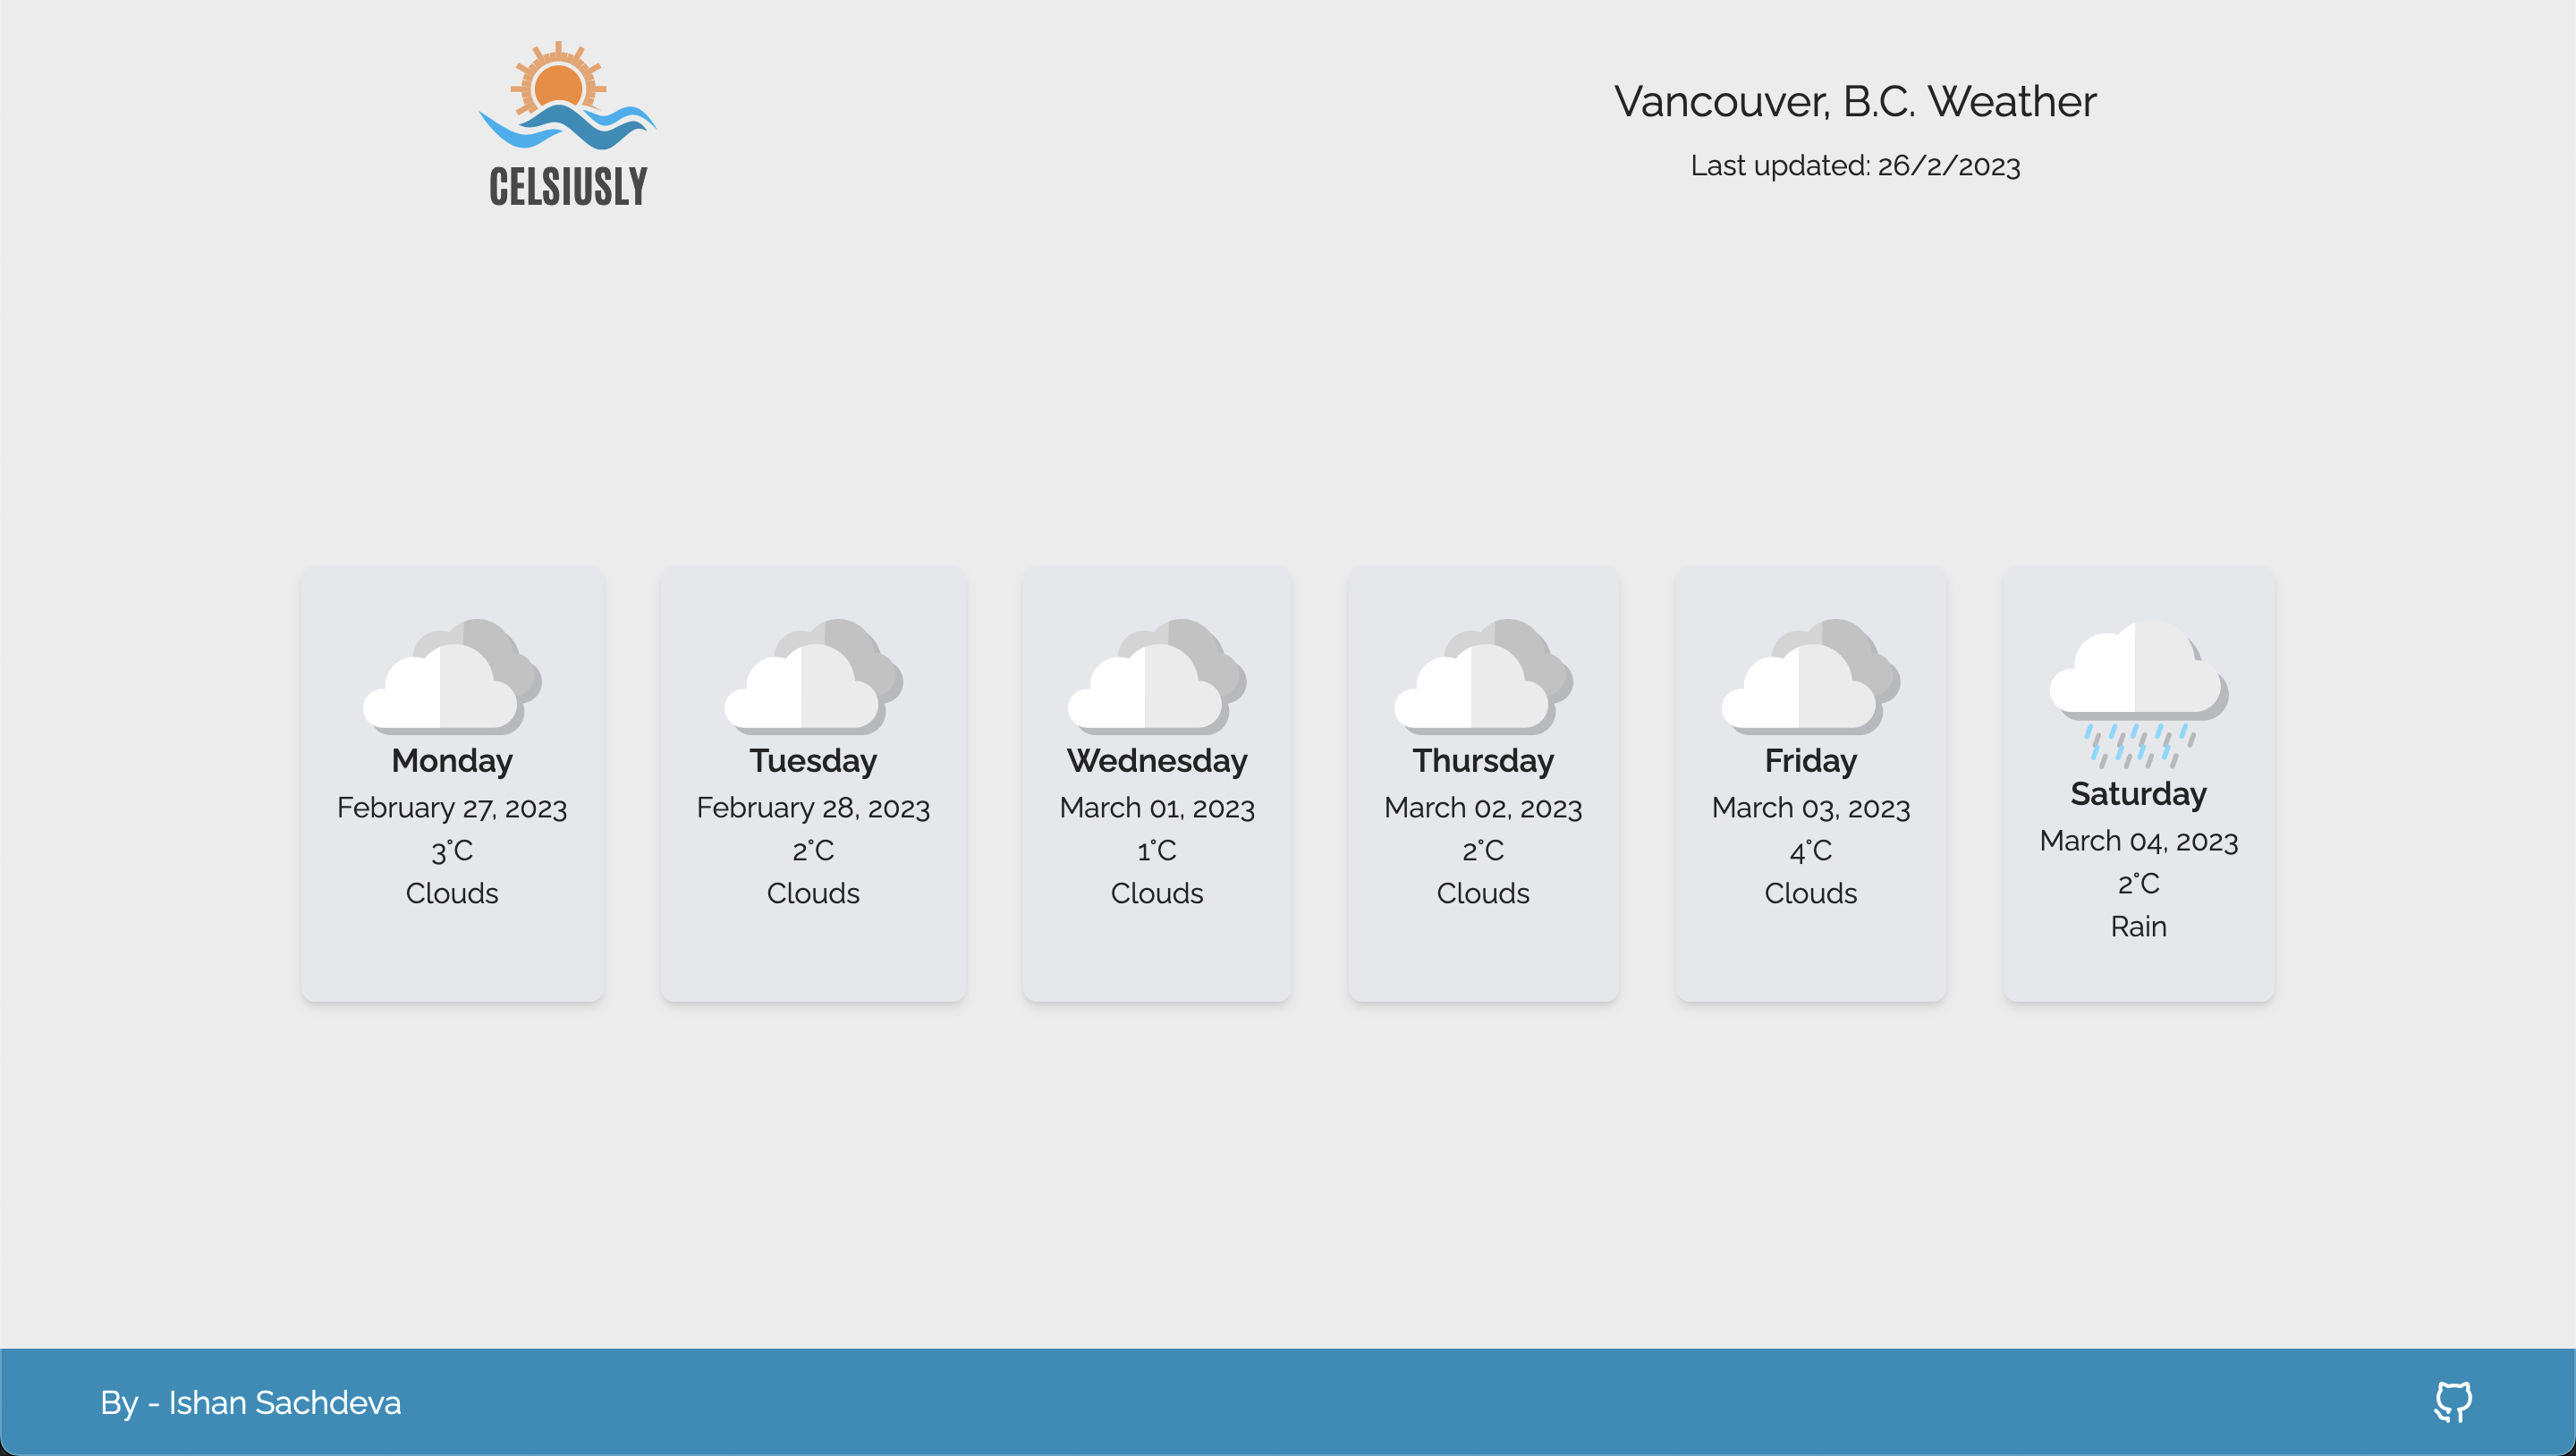 CELSIUSLY
Vancouver, B.C. Weather
Last updated: 26/2/2023
Monday
February 27, 2023
3°C
Clouds
Tuesday
February 28, 2023
2°C
Clouds
Wednesday
March 01, 2023
1°C
Clouds
Thursday
March 02, 2023
2°C
Clouds
Friday
March 03, 2023
4°C
Clouds
Saturday
March 04, 2023
2°C
Rain
By - Ishan Sachdeva